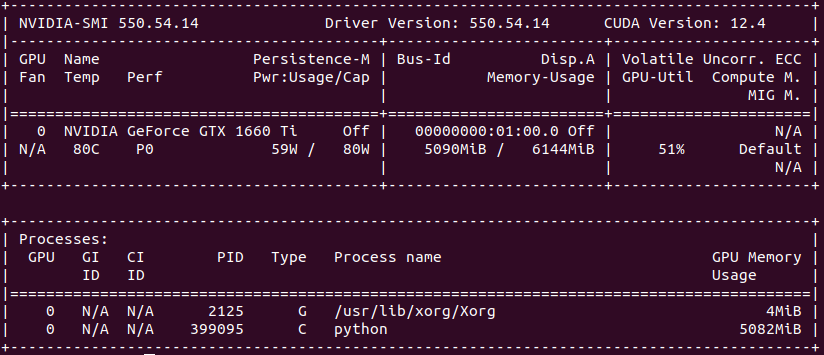 NVIDIA-SMI 550.54.14 Driver Version: 550.54.14 CUDA Version: 12.4
GPU Name Persistence-M | Bus-Id Disp.A | Volatile Uncorr. ECC
Fan Temp Perf Pwr:Usage/Cap | Memory-Usage | GPU-Util Compute M.
| | MIG M.
0 NVIDIA GeForce GTX 1660 Ti Off | 00000000:01:00.0 Off | N/A
N/A 80C P0 59W / 80W | 5090MiB / 6144MiB | 51% Default
| | N/A
Processes:
GPU GI CI PID Type Process name GPU Memory
ID ID Usage
0 N/A N/A 2125 G /usr/lib/xorg/Xorg 4MiB
0 N/A N/A 399095 C python 5082MiB